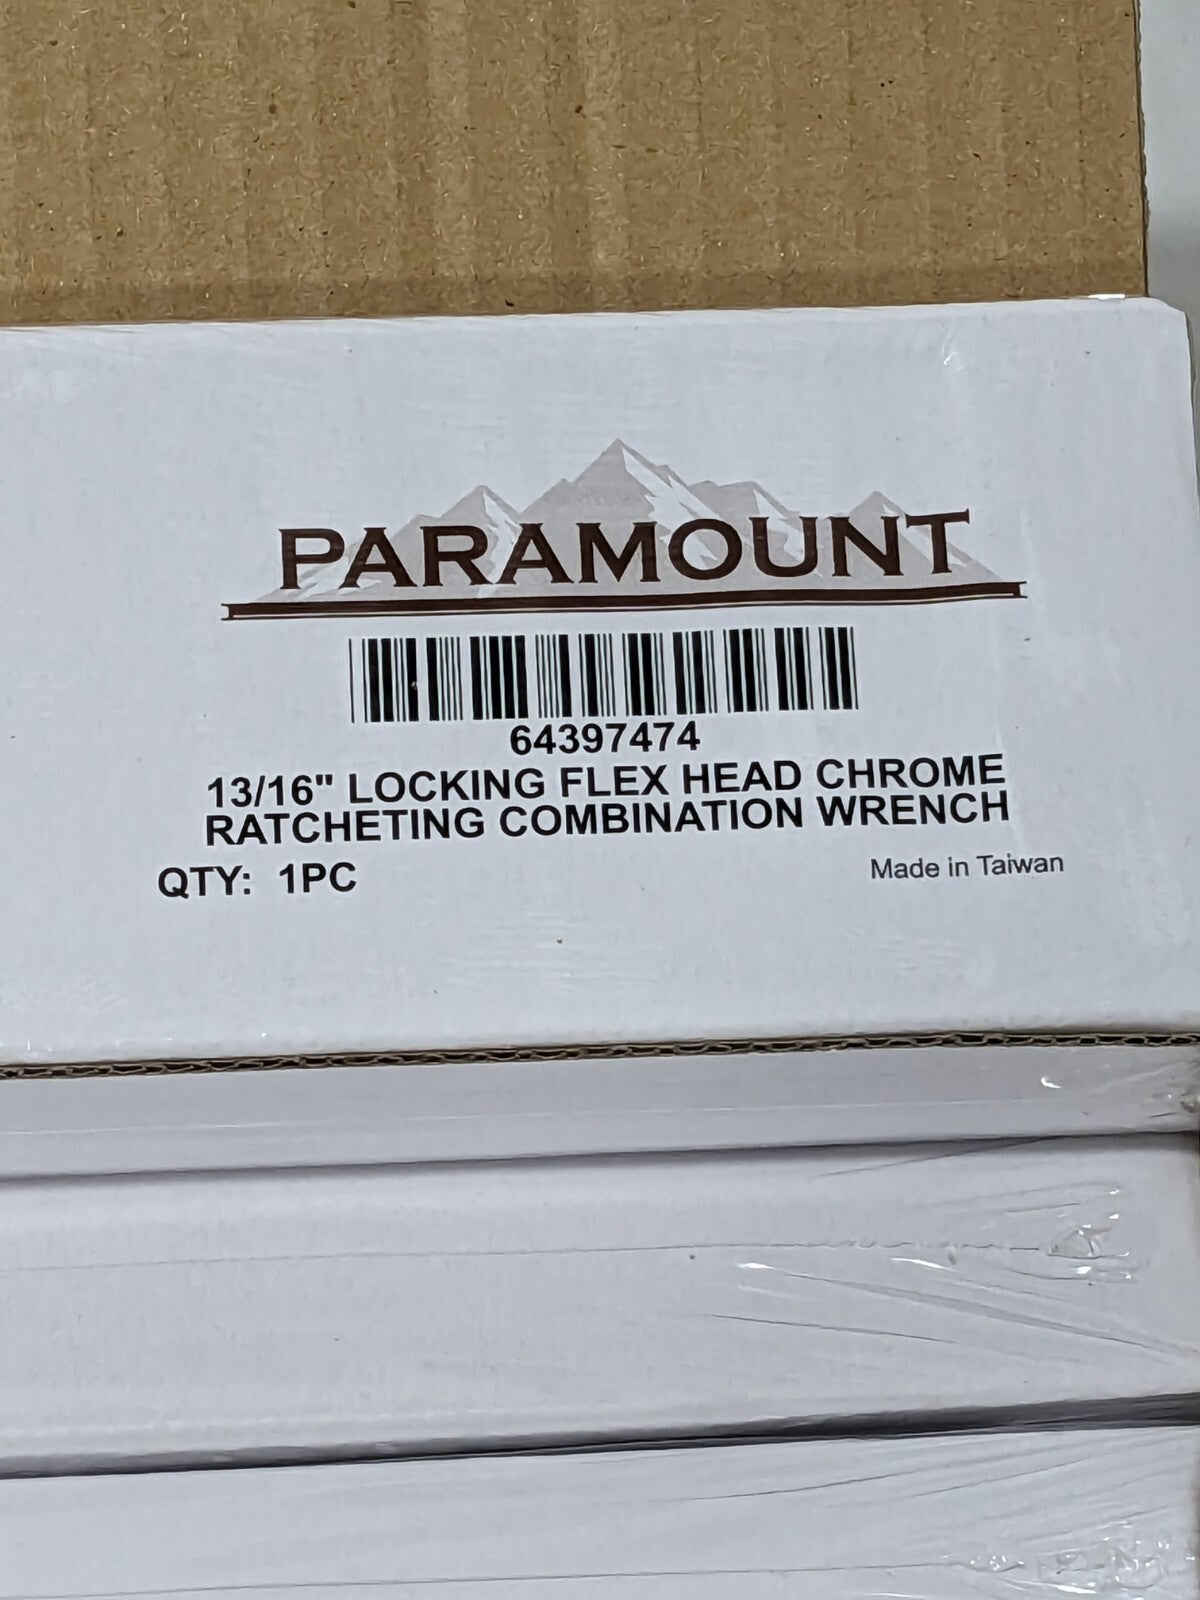 PARAMOUNT
64397474
13/16" LOCKING FLEX HEAD CHROME
RATCHETING COMBINATION WRENCH
QTY: 1PC
Made in Taiwan